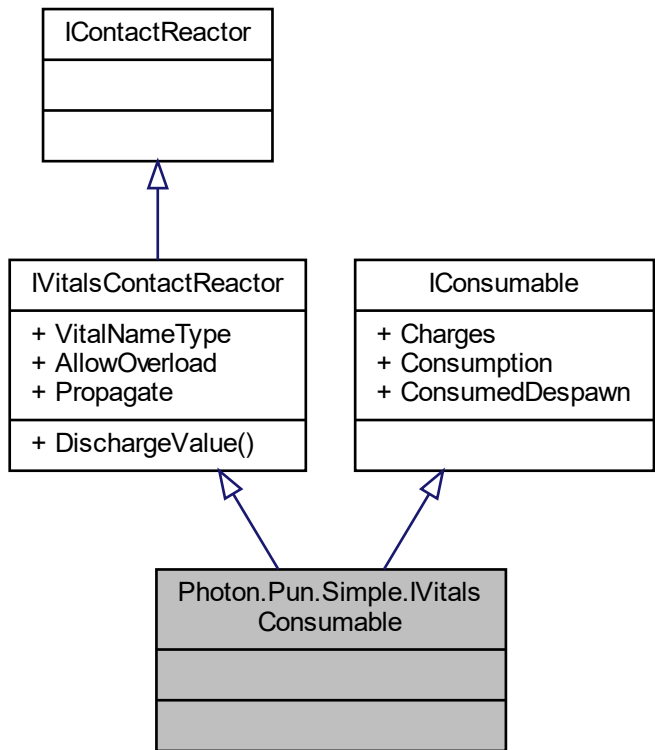 IContactReactor
IVitalsContactReactor
+ VitalNameType
+ AllowOverload
+ Propagate
+ DischargeValue()
IConsumable
+ Charges
+ Consumption
+ ConsumedDespawn
Photon.Pun.Simple.IVitals
Consumable